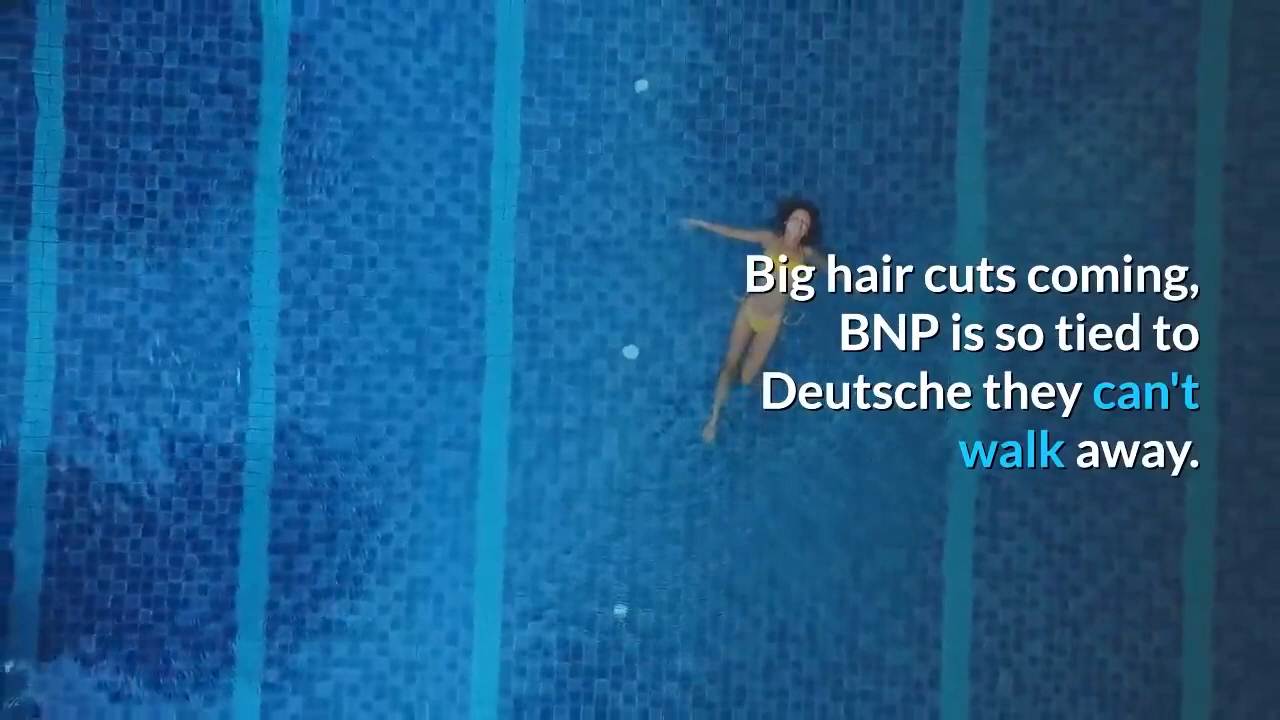 Big hair cuts coming,
BNP is so tied to
Deutsche they can't
walk away.